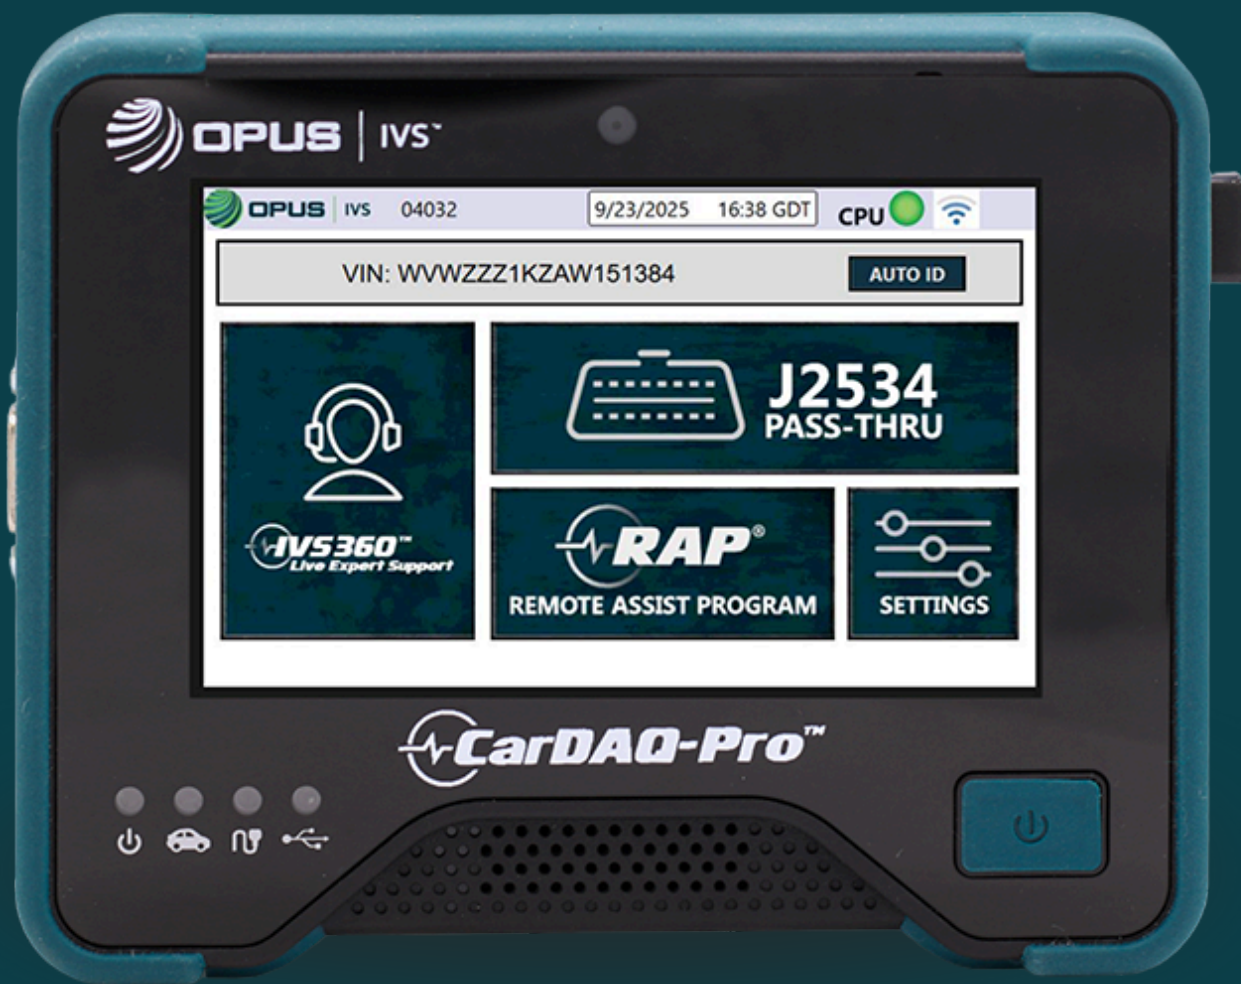 OPUS | IVS™
OPUS | IVS 04032 9/23/2025 16:38 GDT CPU
VIN: WVWZZZ1KZAW151384 AUTO ID
J2534
PASS-THRU
IVS360™
Live Expert Support
RAP®
REMOTE ASSIST PROGRAM
SETTINGS
CarDAQ-Pro™